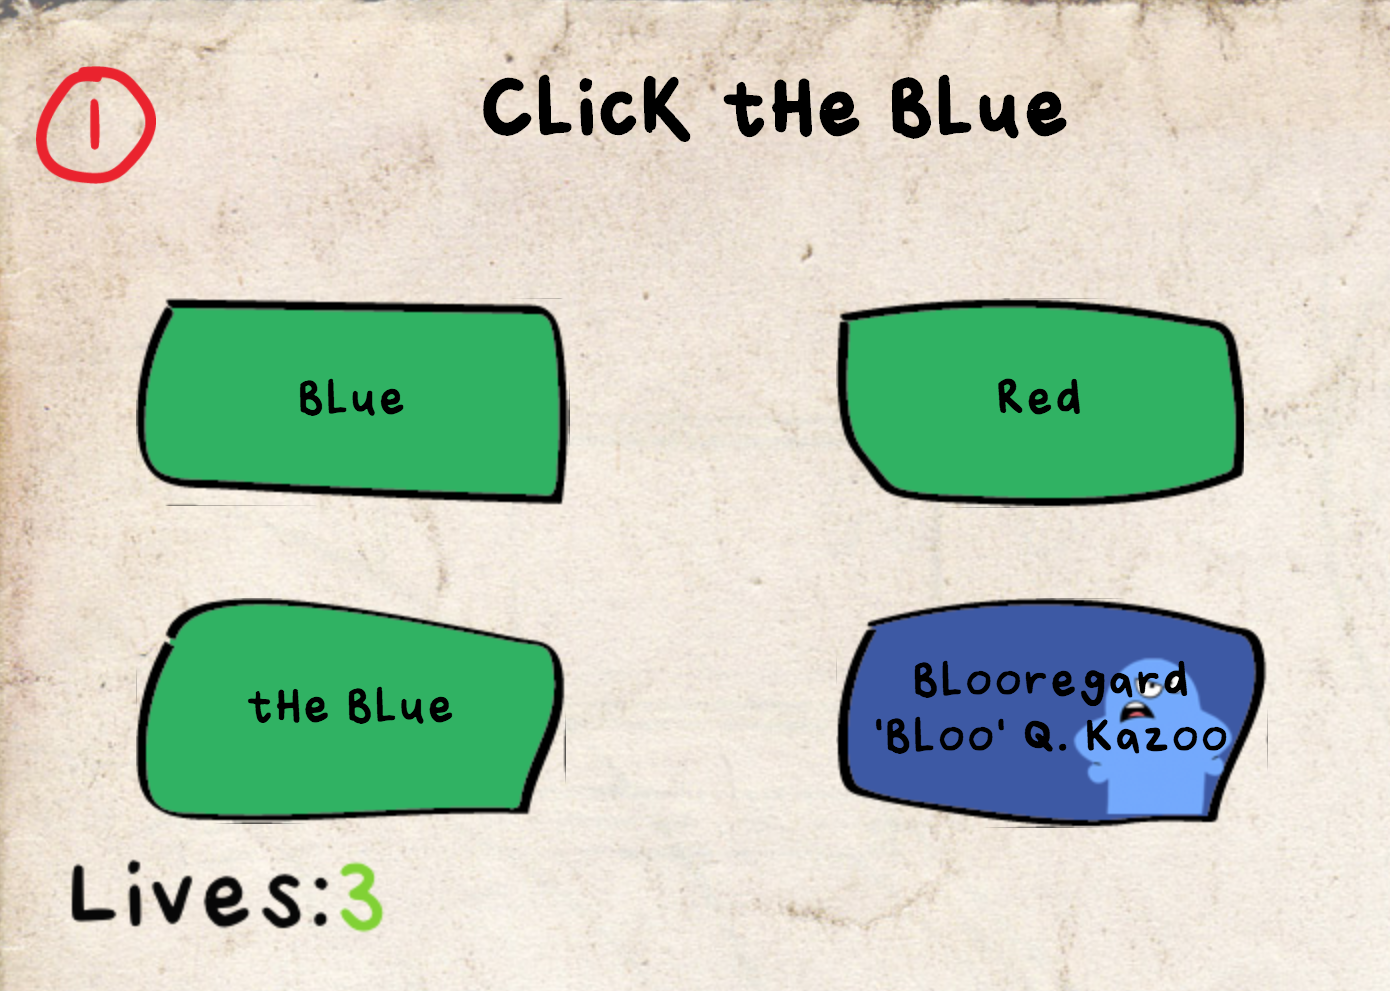 1
CLicK tHe BLue
BLue
Red
tHe BLue
BLooregard
'BLoo' Q. Kazoo
Lives:3